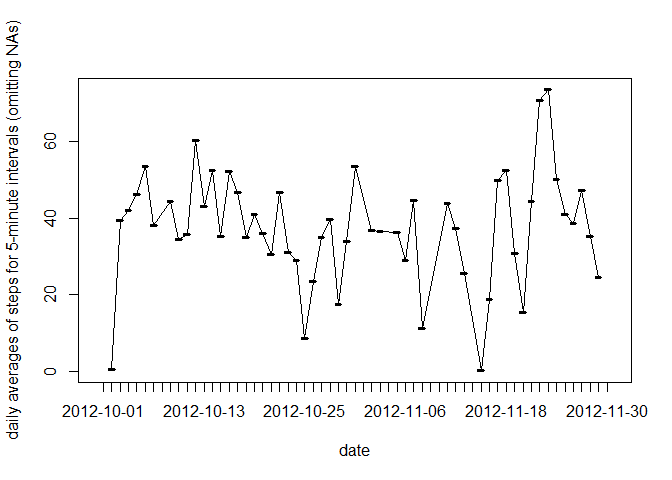 daily averages of steps for 5-minute intervals (omitting NAs)
60
40
20
0
2012-10-01 2012-10-13 2012-10-25 2012-11-06 2012-11-18 2012-11-30
date